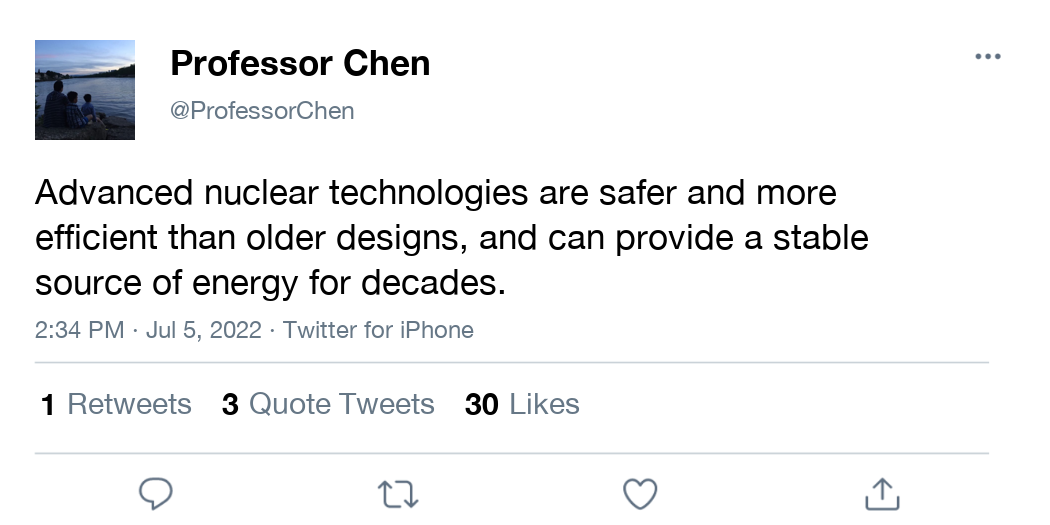 Professor Chen
@ProfessorChen
Advanced nuclear technologies are safer and more
efficient than older designs, and can provide a stable
source of energy for decades.
2:34 PM · Jul 5, 2022 · Twitter for iPhone
1 Retweets 3 Quote Tweets 30 Likes